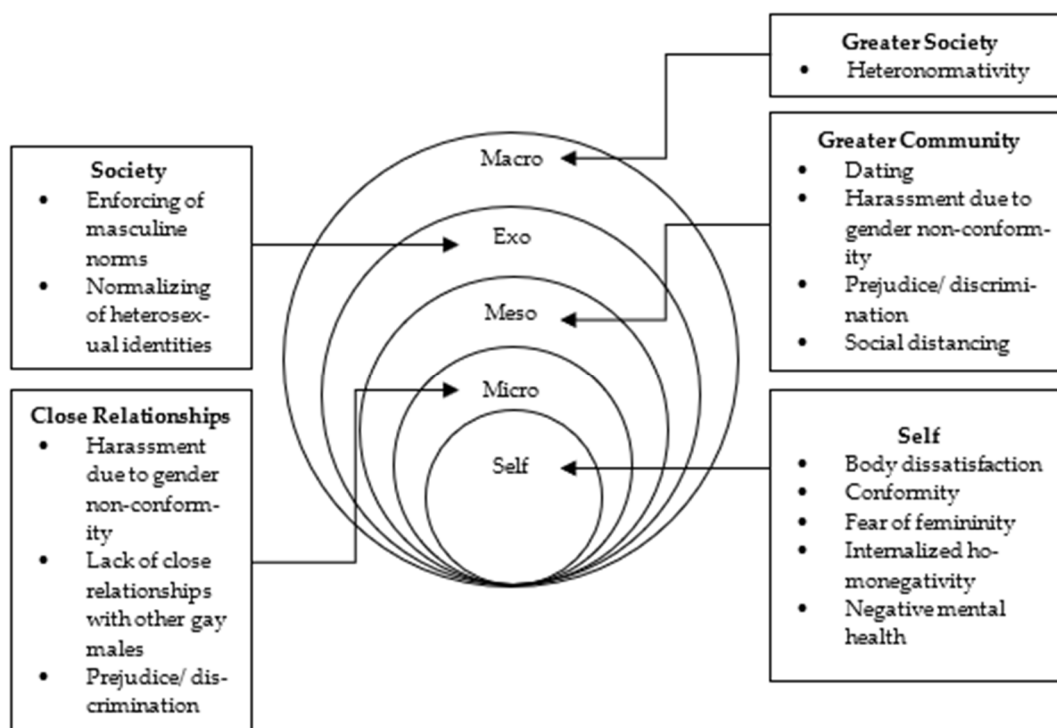 Greater Society
• Heteronormativity
Greater Community
• Dating
• Harassment due to
gender non-conform-
ity
• Prejudice/ discrimi-
nation
• Social distancing
Society
• Enforcing of
masculine
norms
• Normalizing
of heterosex-
ual identities
Macro
Exo
Meso
Micro
Self
Close Relationships
• Harassment
due to gender
non-conform-
ity
• Lack of close
relationships
with other gay
males
• Prejudice/ dis-
crimination
Self
• Body dissatisfaction
• Conformity
• Fear of femininity
• Internalized ho-
monegativity
• Negative mental
health